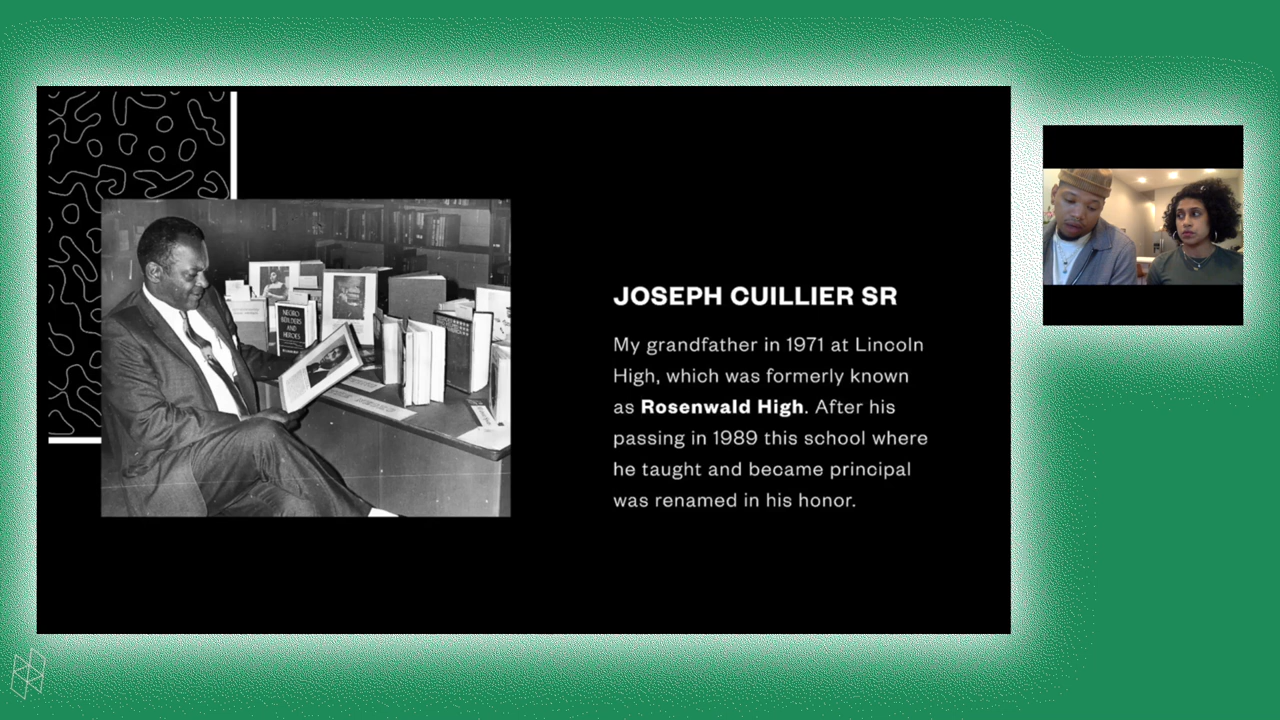 JOSEPH CUILLIER SR
My grandfather in 1971 at Lincoln
High, which was formerly known
as Rosenwald High. After his
passing in 1989 this school where
he taught and became principal
was renamed in his honor.
NEGRO
BUILDERS
AND
HEROES